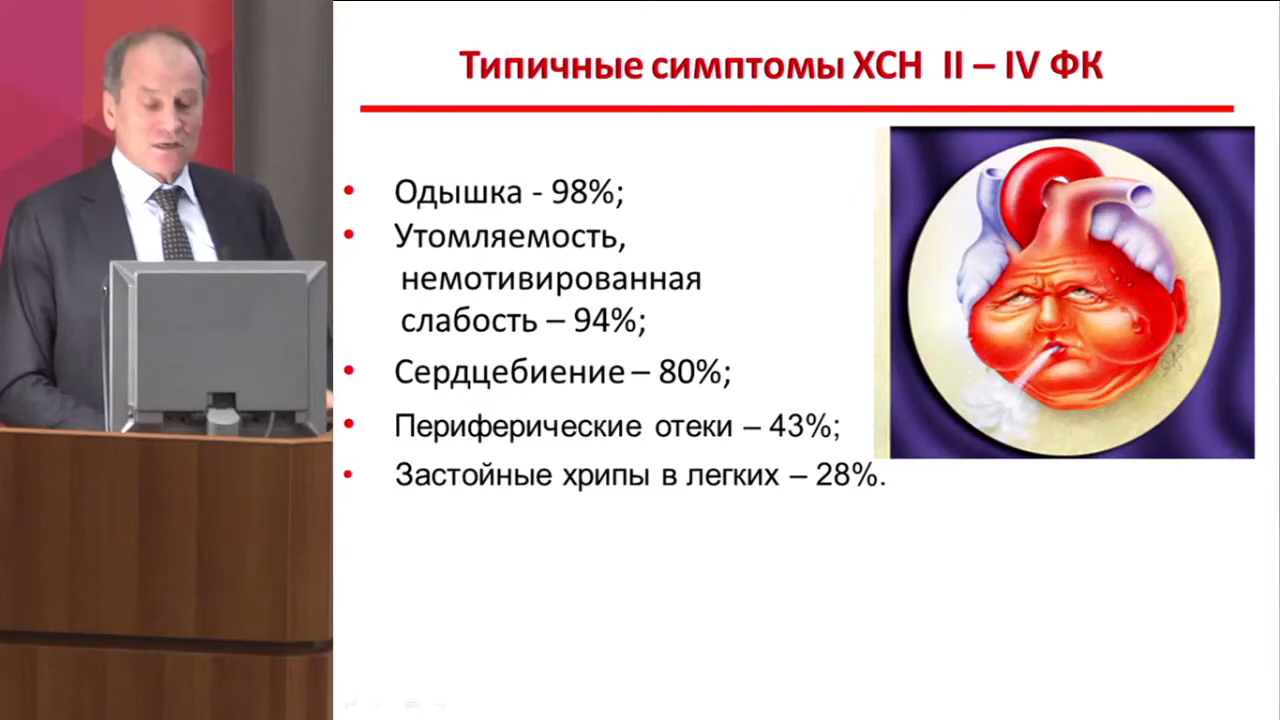 Типичные симптомы ХСН II – IV ФК
• Одышка - 98%;
• Утомляемость,
немотивированная
слабость – 94%;
• Сердцебиение – 80%;
• Периферические отеки – 43%;
• Застойные хрипы в легких – 28%.